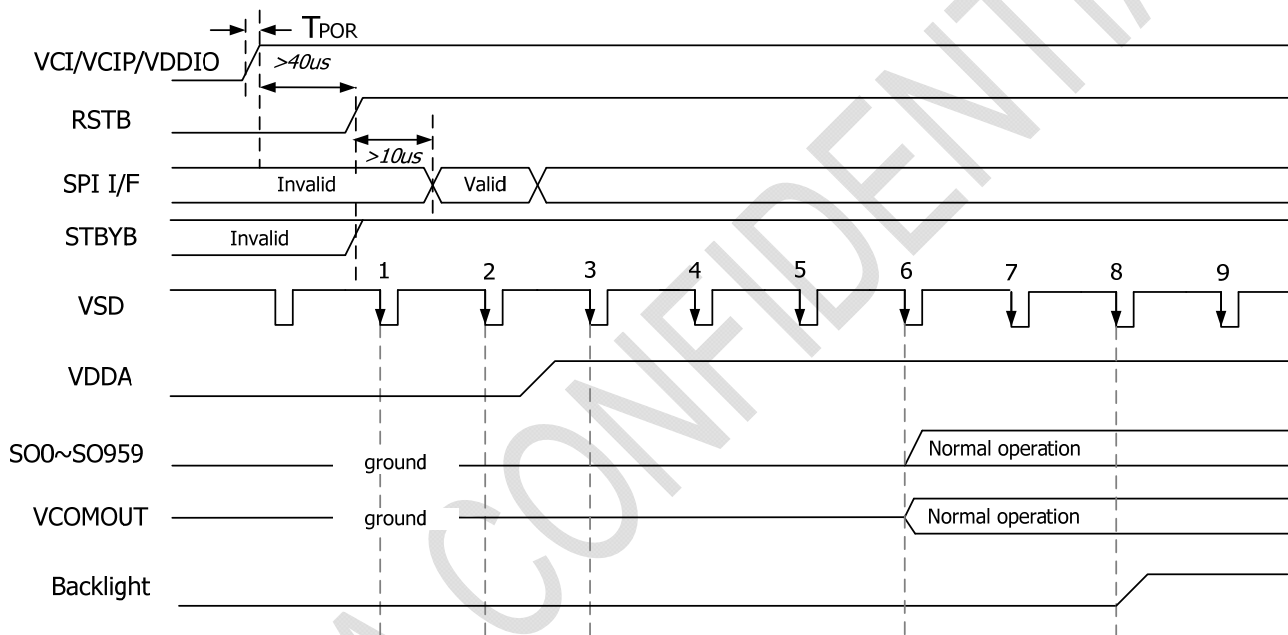 TPOR
VCI/VCIP/VDDIO
>40us
RSTB
>10us
SPI I/F
Invalid
Valid
STBYB
Invalid
1 2 3 4 5 6 7 8 9
VSD
VDDA
SO0~SO959
ground
Normal operation
VCOMOUT
ground
Normal operation
Backlight
CONFIDENTIA